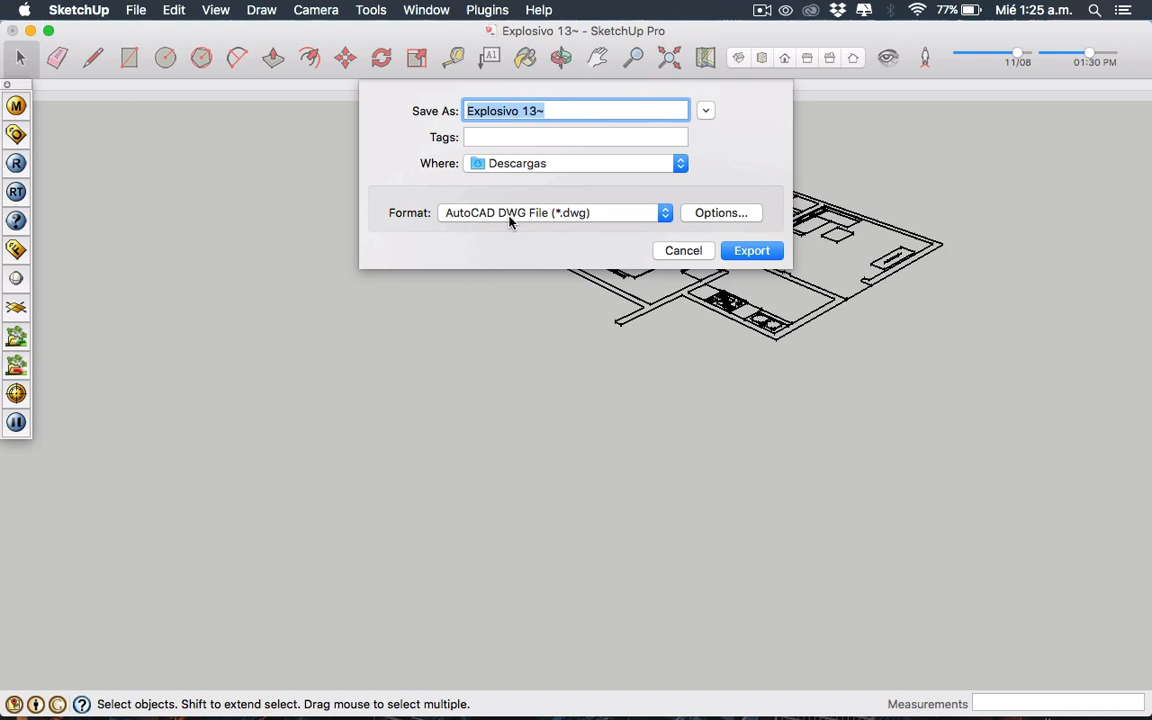 SketchUp File Edit View Draw Camera Tools Window Plugins Help 77% Mié 1:25 a.m.
Explosivo 13~ - SketchUp Pro
A1
11/08 01:30 PM
Save As: Explosivo 13~
Tags:
Where: Descargas
Format: AutoCAD DWG File (*.dwg) Options...
Cancel Export
M
R
RT
?
F
Select objects. Shift to extend select. Drag mouse to select multiple. Measurements